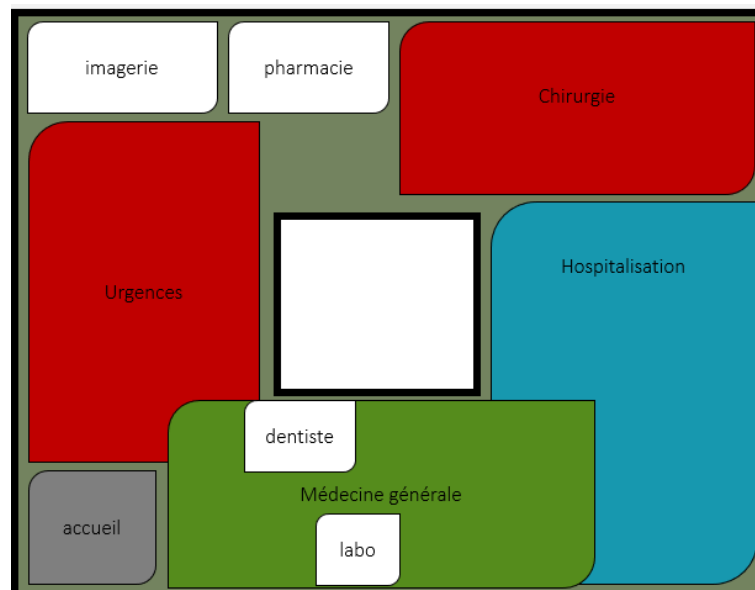 imagerie
pharmacie
Chirurgie
Hospitalisation
Urgences
dentiste
Médecine générale
accueil
labo